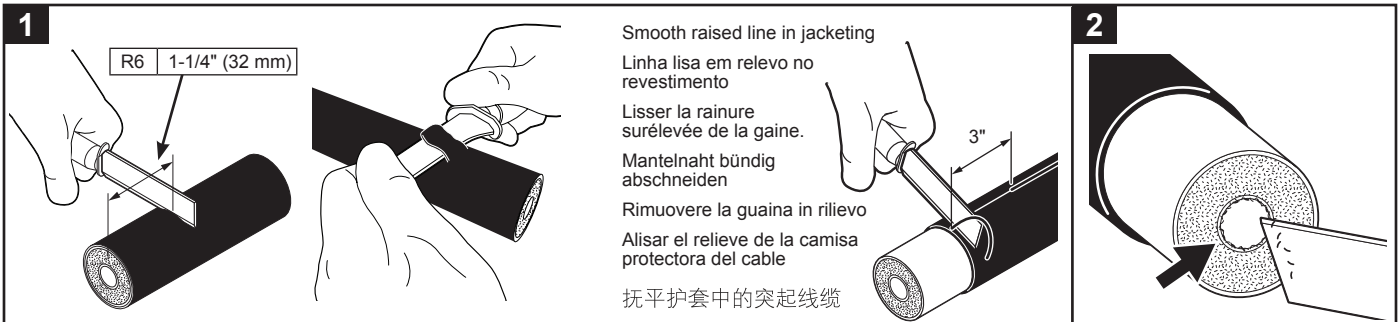 1
R6 1-1/4" (32 mm)
Smooth raised line in jacketing
Linha lisa em relevo no
revestimento
Lisser la rainure
surélevée de la gaine.
Mantelnaht bündig
abschneiden
Rimuovere la guaina in rilievo
Alisar el relieve de la camisa
protectora del cable
抚平护套中的突起线缆
3"
2